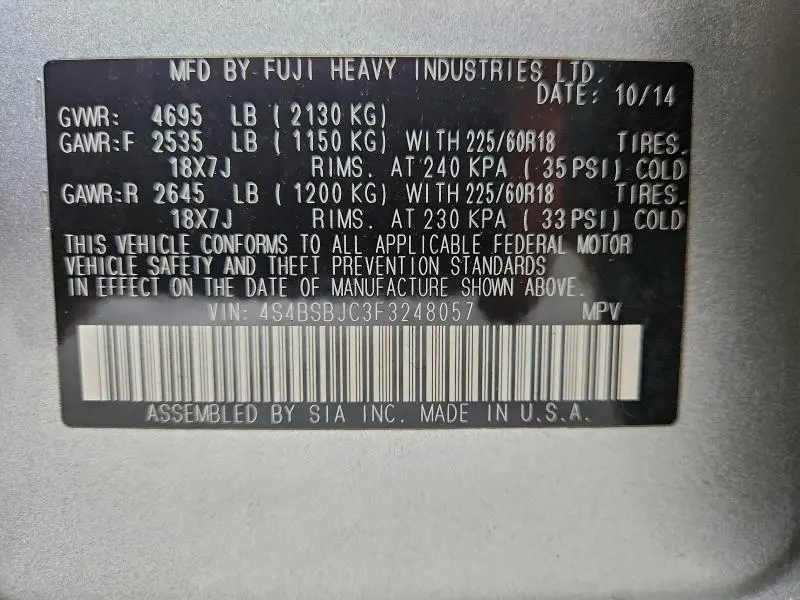 MFD BY FUJI HEAVY INDUSTRIES LTD.
DATE: 10/14
GVWR: 4695 LB ( 2130 KG)
GAWR:F 2535 LB ( 1150 KG) WITH 225/60R18 TIRES.
18X7J RIMS. AT 240 KPA ( 35 PSI) COLD
GAWR:R 2645 LB ( 1200 KG) WITH 225/60R18 TIRES.
18X7J RIMS. AT 230 KPA ( 33 PSI) COLD
THIS VEHICLE CONFORMS TO ALL APPLICABLE FEDERAL MOTOR
VEHICLE SAFETY AND THEFT PREVENTION STANDARDS
IN EFFECT ON THE DATE OF MANUFACTURE SHOWN ABOVE.
VIN: 4S4BSBJC3F3248057 MPV
ASSEMBLED BY SIA INC. MADE IN U.S.A.